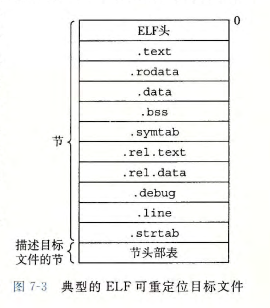 0
ELF头
.text
.rodata
.data
.bss
节
.symtab
.rel.text
.rel.data
.debug
.line
.strtab
描述目标
文件的节
节头部表
图 7-3 典型的 ELF 可重定位目标文件